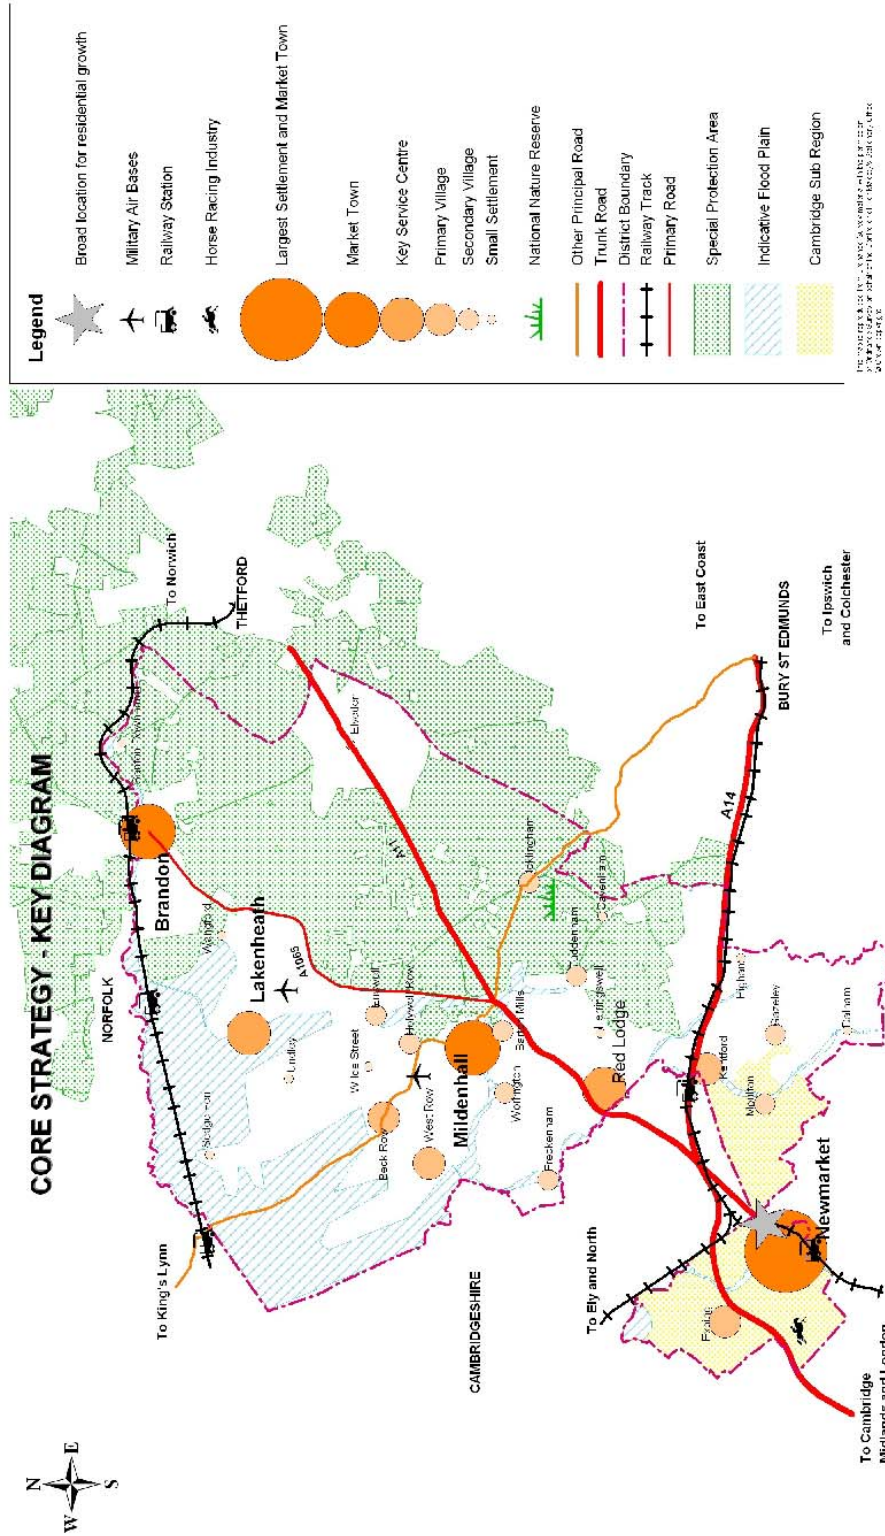 CORE STRATEGY - KEY DIAGRAM
N
W
E
S
NORFOLK
To King's Lynn
To Norwich
THETFORD
Brandon
Wangford
Lakenheath
A1065
Eriswell
Undley
Sedge Fen
Holywell Row
Wilde Street
Beck Row
West Row
Mildenhall
Barton Mills
Worlington
Freckenham
Elveden
A11
Icklingham
Cavenham
Tuddenham
Herringswell
Red Lodge
CAMBRIDGESHIRE
To Ely and North
Exning
Newmarket
Kentford
Moulton
Gazeley
Higham
Dalham
A14
To East Coast
BURY ST EDMUNDS
To Ipswich
and Colchester
To Cambridge
Midlands and London
Legend
Broad location for residential growth
Military Air Bases
Railway Station
Horse Racing Industry
Largest Settlement and Market Town
Market Town
Key Service Centre
Primary Village
Secondary Village
Small Settlement
National Nature Reserve
Other Principal Road
Trunk Road
District Boundary
Railway Track
Primary Road
Special Protection Area
Indicative Flood Plain
Cambridge Sub Region